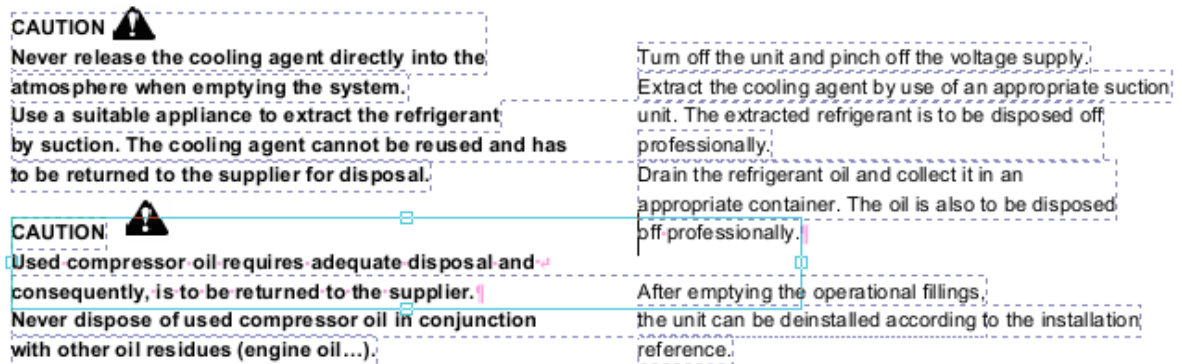 CAUTION
Never release the cooling agent directly into the
atmosphere when emptying the system.
Use a suitable appliance to extract the refrigerant
by suction. The cooling agent cannot be reused and has
to be returned to the supplier for disposal.
CAUTION
Used compressor oil requires adequate disposal and
consequently, is to be returned to the supplier.
Never dispose of used compressor oil in conjunction
with other oil residues (engine oil...).
Turn off the unit and pinch off the voltage supply.
Extract the cooling agent by use of an appropriate suction
unit. The extracted refrigerant is to be disposed off
professionally.
Drain the refrigerant oil and collect it in an
appropriate container. The oil is also to be disposed
off professionally.
After emptying the operational fillings,
the unit can be deinstalled according to the installation
reference.